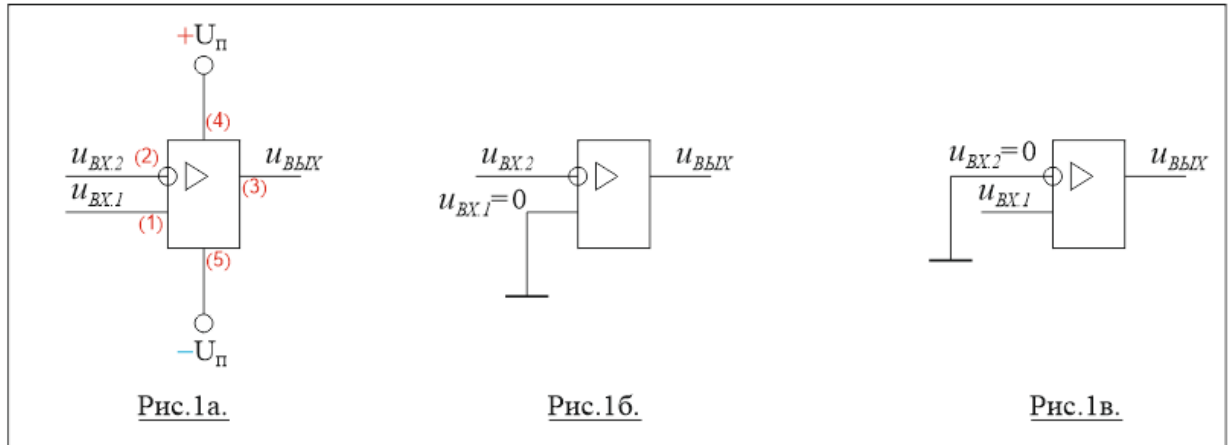 +Uп
(4)
uВХ.2 (2)
uВЫХ
(3)
uВХ.1
(1)
(5)
−Uп
Рис.1а.
uВХ.2
uВЫХ
uВХ.1=0
Рис.1б.
uВХ.2=0
uВЫХ
uВХ.1
Рис.1в.